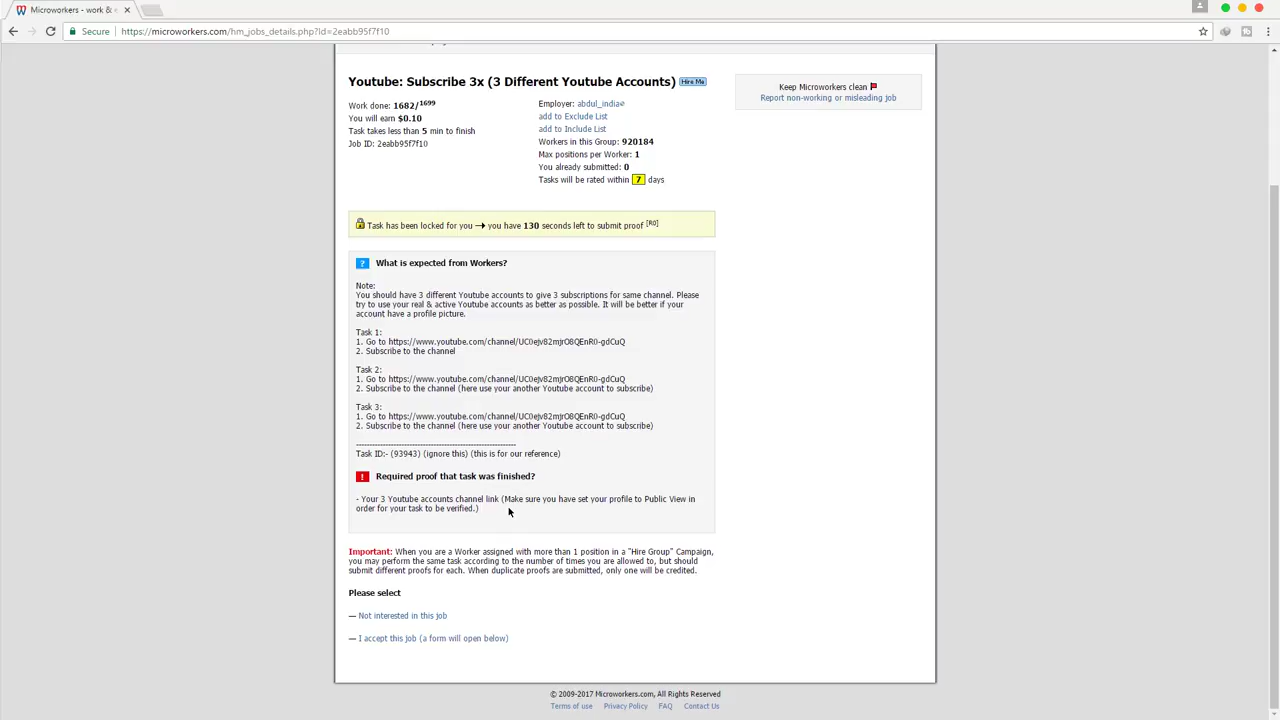 Microworkers - work & e
Secure
https://microworkers.com/hm_jobs_details.php?Id=2eabb95f7f10
Youtube: Subscribe 3x (3 Different Youtube Accounts) Hire Me
Work done: 1682/1699
You will earn $0.10
Task takes less than 5 min to finish
Job ID: 2eabb95f7f10
Employer: abdul_india
add to Exclude List
add to Include List
Workers in this Group: 920184
Max positions per Worker: 1
You already submitted: 0
Tasks will be rated within 7 days
Keep Microworkers clean
Report non-working or misleading job
Task has been locked for you → you have 130 seconds left to submit proof [R0]
? What is expected from Workers?
Note:
You should have 3 different Youtube accounts to give 3 subscriptions for same channel. Please
try to use your real & active Youtube accounts as better as possible. It will be better if your
account have a profile picture.
Task 1:
1. Go to https://www.youtube.com/channel/UC0ejv82mjrO8QEnR0-gdCuQ
2. Subscribe to the channel
Task 2:
1. Go to https://www.youtube.com/channel/UC0ejv82mjrO8QEnR0-gdCuQ
2. Subscribe to the channel (here use your another Youtube account to subscribe)
Task 3:
1. Go to https://www.youtube.com/channel/UC0ejv82mjrO8QEnR0-gdCuQ
2. Subscribe to the channel (here use your another Youtube account to subscribe)
------------------------------------------------------------
Task ID:- (93943) (ignore this) (this is for our reference)
! Required proof that task was finished?
- Your 3 Youtube accounts channel link (Make sure you have set your profile to Public View in
order for your task to be verified.)
Important: When you are a Worker assigned with more than 1 position in a "Hire Group" Campaign,
you may perform the same task according to the number of times you are allowed to, but should
submit different proofs for each. When duplicate proofs are submitted, only one will be credited.
Please select
— Not interested in this job
— I accept this job (a form will open below)
© 2009-2017 Microworkers.com, All Rights Reserved
Terms of use Privacy Policy FAQ Contact Us